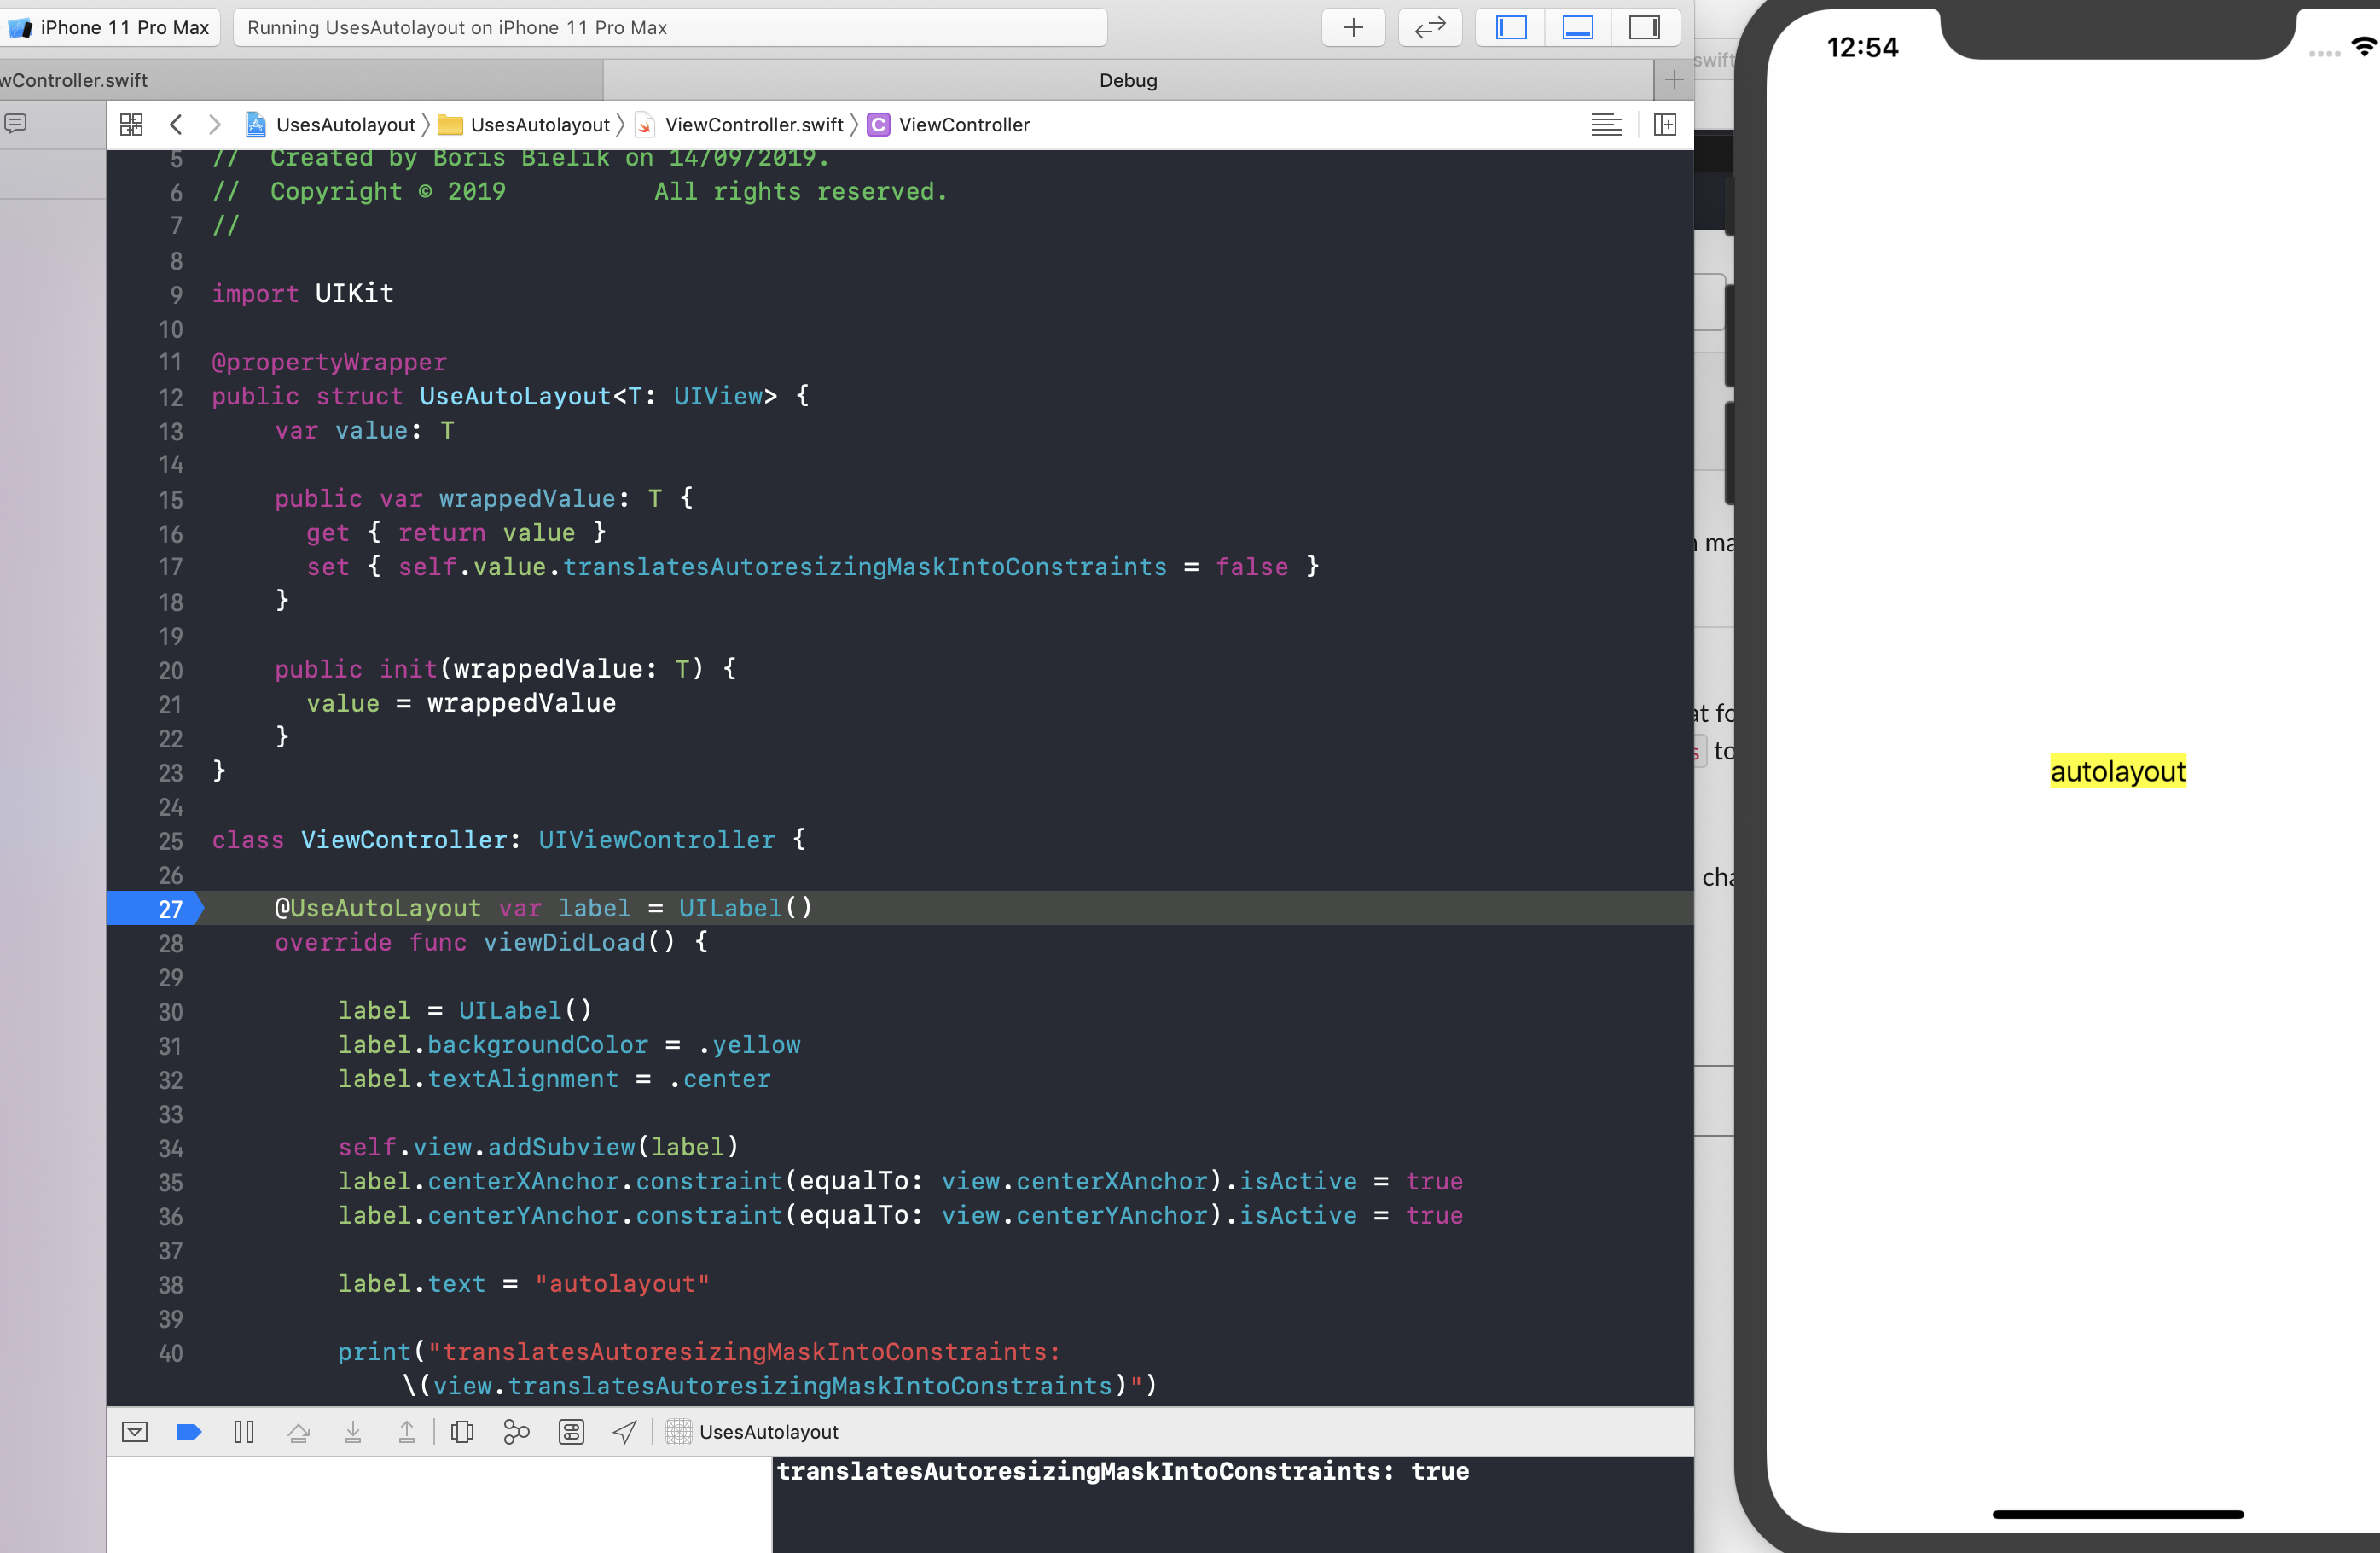 iPhone 11 Pro Max
Running UsesAutolayout on iPhone 11 Pro Max
wController.swift
Debug
UsesAutolayout
UsesAutolayout
ViewController.swift
C
ViewController
5 // Created by Boris Bielik on 14/09/2019.
6 // Copyright © 2019 All rights reserved.
7 //
8
9 import UIKit
10
11 @propertyWrapper
12 public struct UseAutoLayout<T: UIView> {
13 var value: T
14
15 public var wrappedValue: T {
16 get { return value }
17 set { self.value.translatesAutoresizingMaskIntoConstraints = false }
18 }
19
20 public init(wrappedValue: T) {
21 value = wrappedValue
22 }
23 }
24
25 class ViewController: UIViewController {
26
27 @UseAutoLayout var label = UILabel()
28 override func viewDidLoad() {
29
30 label = UILabel()
31 label.backgroundColor = .yellow
32 label.textAlignment = .center
33
34 self.view.addSubview(label)
35 label.centerXAnchor.constraint(equalTo: view.centerXAnchor).isActive = true
36 label.centerYAnchor.constraint(equalTo: view.centerYAnchor).isActive = true
37
38 label.text = "autolayout"
39
40 print("translatesAutoresizingMaskIntoConstraints:
\(view.translatesAutoresizingMaskIntoConstraints)")
UsesAutolayout
translatesAutoresizingMaskIntoConstraints: true
swift
to
12:54
autolayout